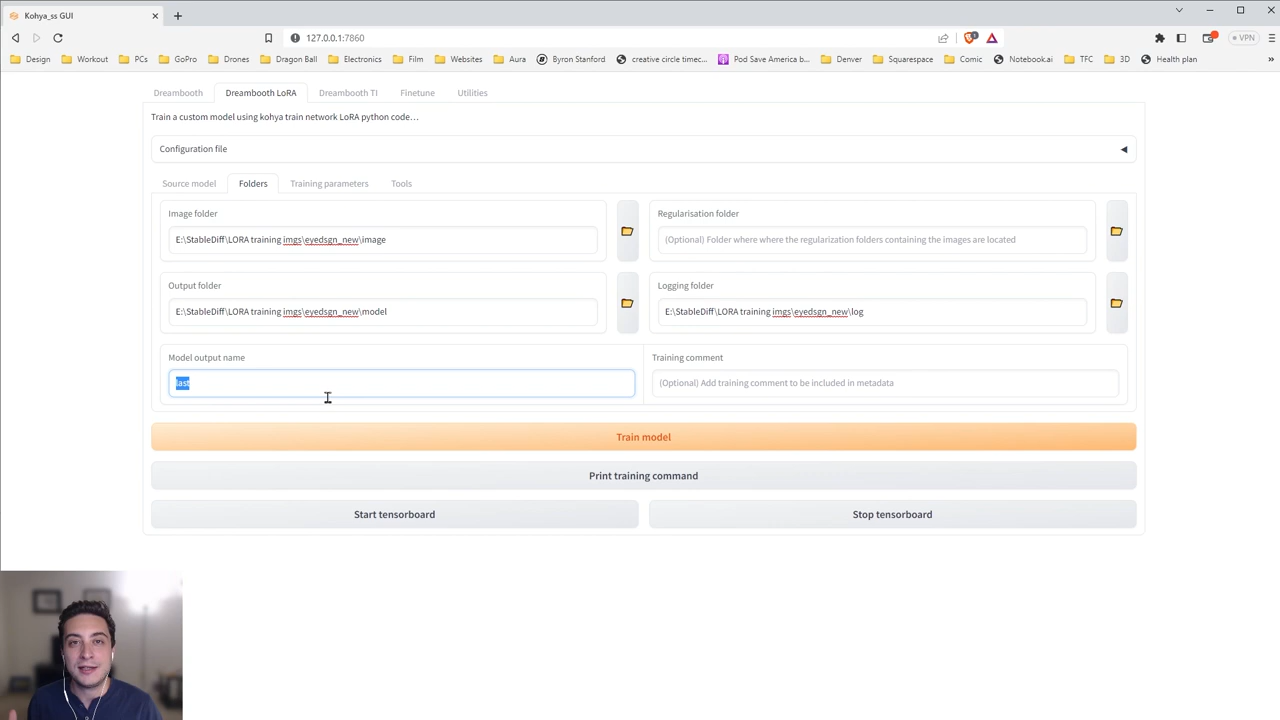 Kohya_ss GUI
127.0.0.1:7860
VPN
Design Workout PCs GoPro Drones Dragon Ball Electronics Film Websites Aura Byron Stanford creative circle timec... Pod Save America b... Denver Squarespace Comic Notebook.ai TFC 3D Health plan »
Dreambooth Dreambooth LoRA Dreambooth TI Finetune Utilities
Train a custom model using kohya train network LoRA python code...
Configuration file
Source model Folders Training parameters Tools
Image folder
E:\StableDiff\LORA training imgs\eyedsgn_new\image
Regularisation folder
(Optional) Folder where where the regularization folders containing the images are located
Output folder
E:\StableDiff\LORA training imgs\eyedsgn_new\model
Logging folder
E:\StableDiff\LORA training imgs\eyedsgn_new\log
Model output name
last
Training comment
(Optional) Add training comment to be included in metadata
Train model
Print training command
Start tensorboard Stop tensorboard